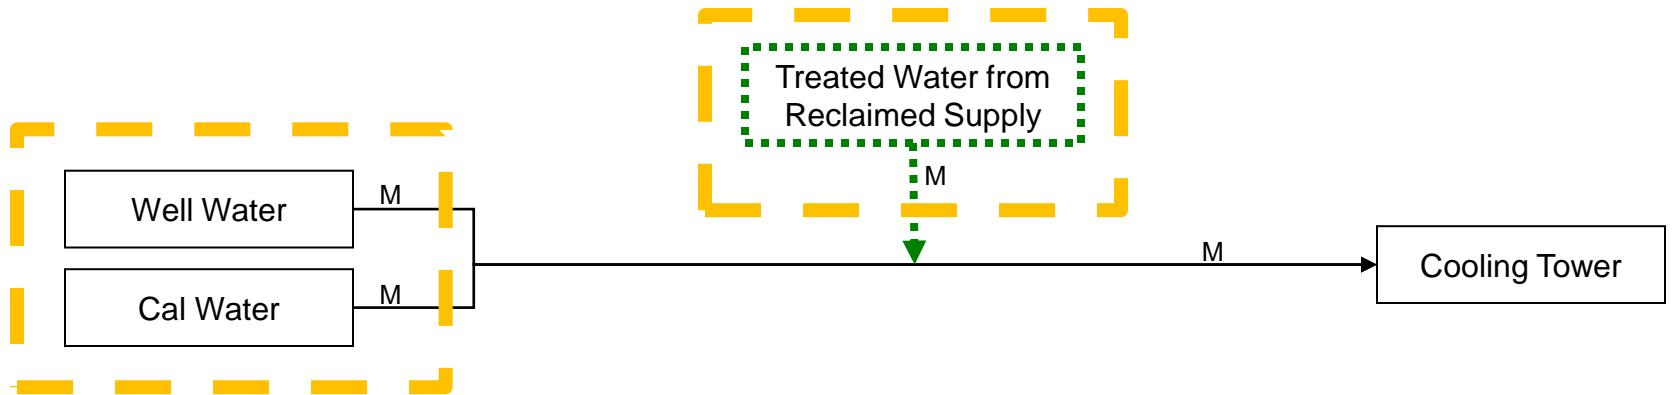 Treated Water from
Reclaimed Supply
M
Well Water
M
M
Cooling Tower
Cal Water
M